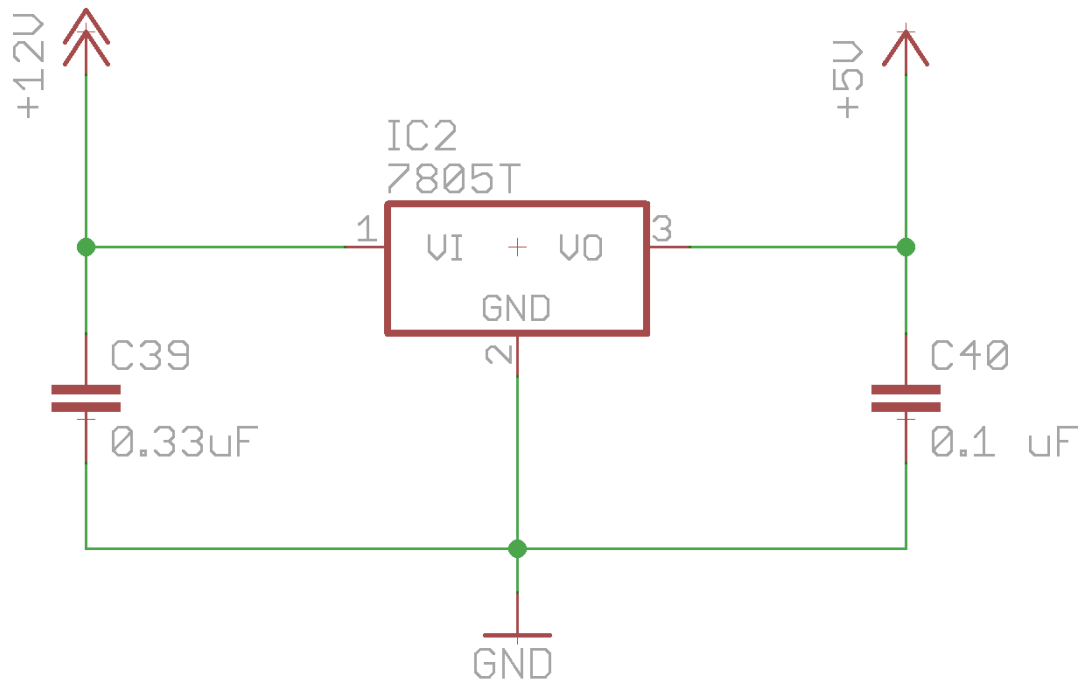 +12V
+5V
IC2
7805T
1
VI
VO
3
GND
2
C39
0.33uF
C40
0.1 uF
GND